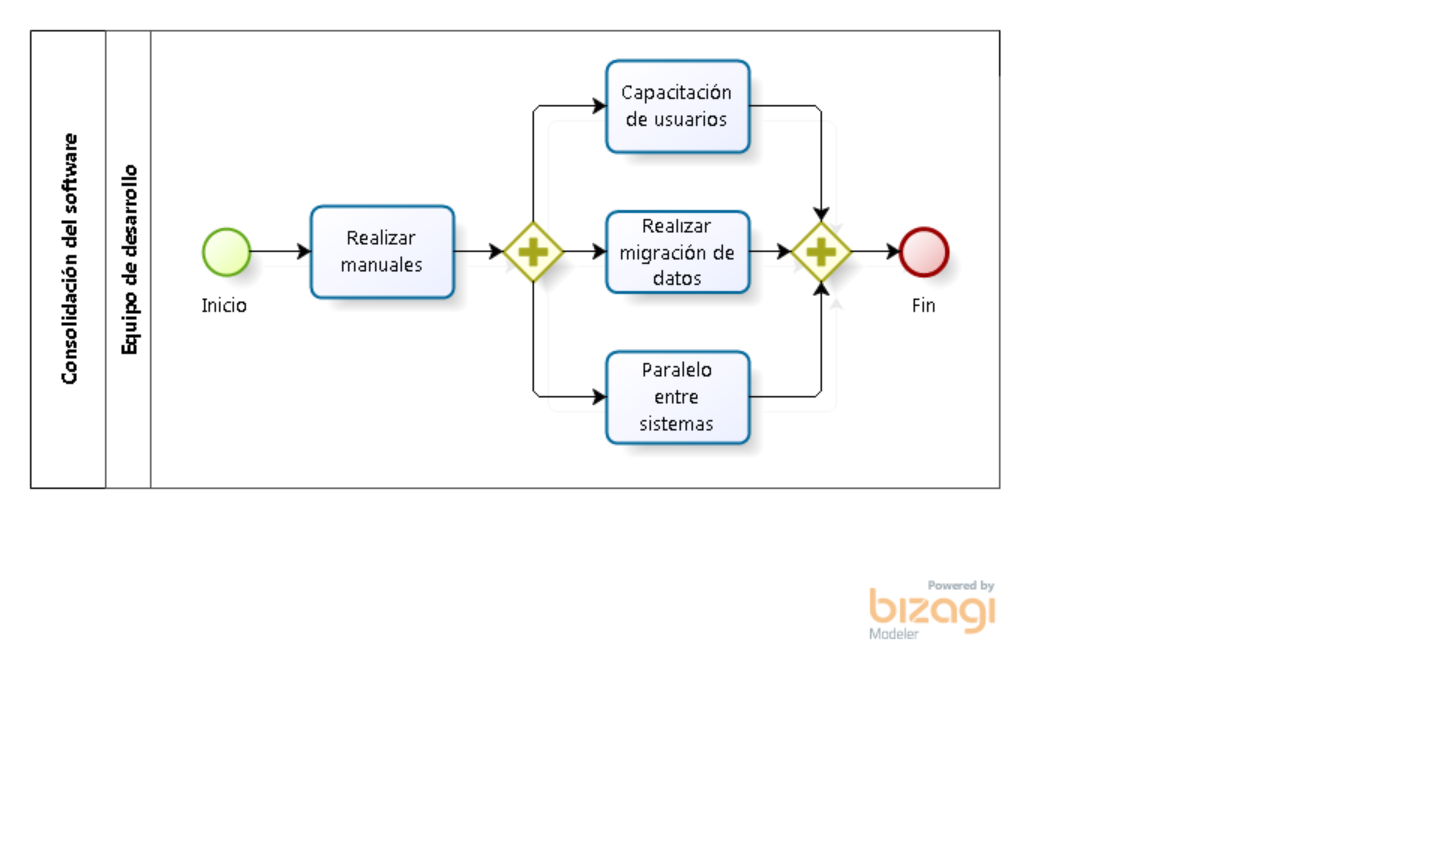 Consolidación del software
Equipo de desarrollo
Inicio
Realizar
manuales
Capacitación
de usuarios
Realizar
migración de
datos
Paralelo
entre
sistemas
Fin
Powered by
bizagi
Modeler